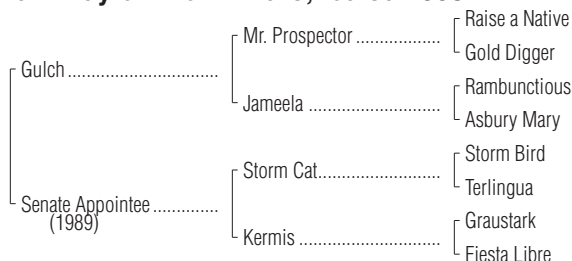 Raise a Native
Mr. Prospector ..................
Gold Digger
Gulch ................................
Rambunctious
Jameela ............................
Asbury Mary
Storm Bird
Storm Cat..........................
Terlingua
Senate Appointee..............
(1989)
Graustark
Kermis ..............................
Fiesta Libre